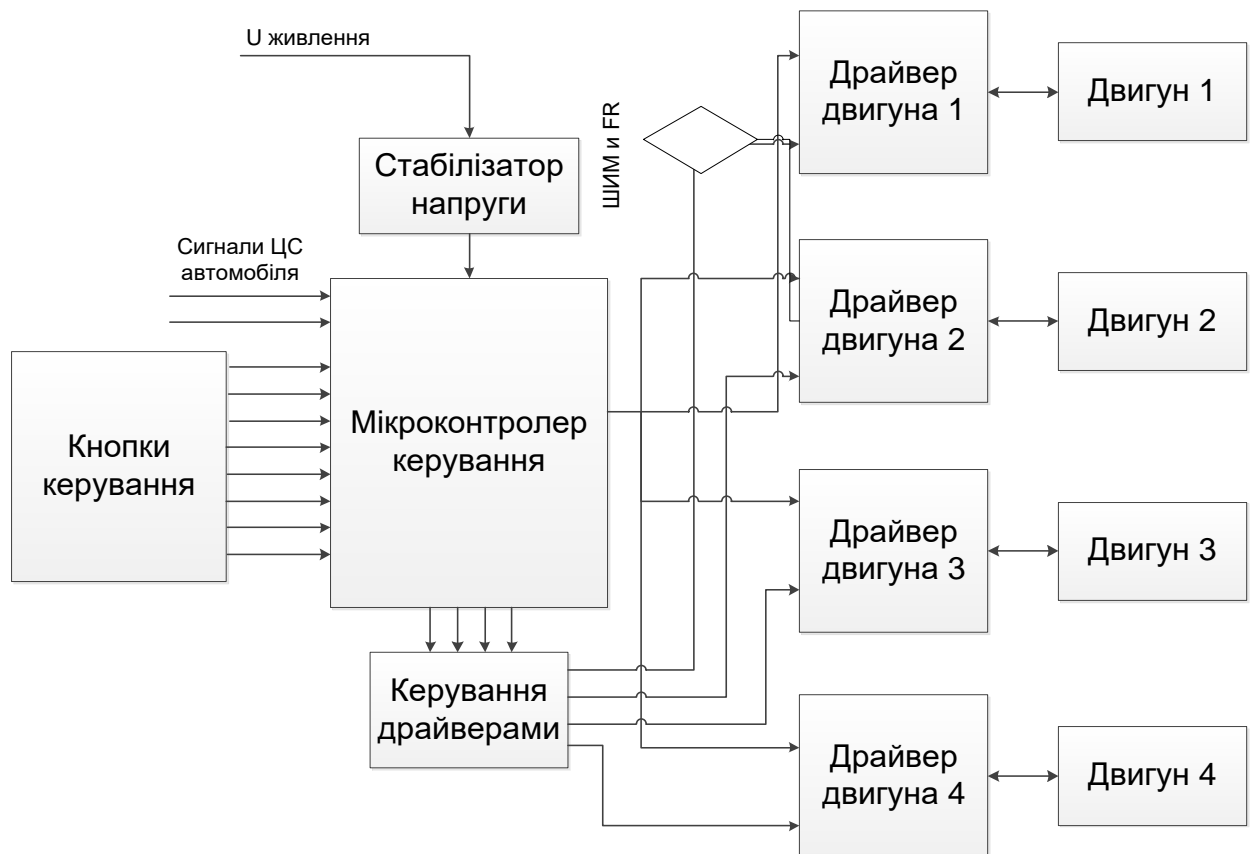 U живлення
Стабілізатор
напруги
ШИМ и FR
Сигнали ЦС
автомобіля
Кнопки
керування
Мікроконтролер
керування
Керування
драйверами
Драйвер
двигуна 1
Двигун 1
Драйвер
двигуна 2
Двигун 2
Драйвер
двигуна 3
Двигун 3
Драйвер
двигуна 4
Двигун 4